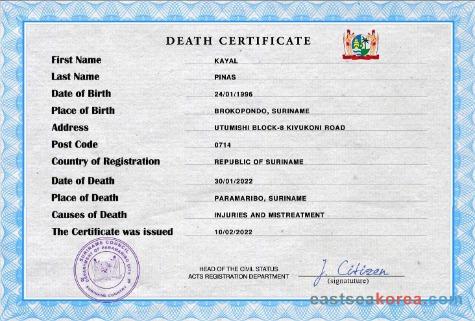 DEATH CERTIFICATE
First Name KAYAL
Last Name PINAS
Date of Birth 24/01/1996
Place of Birth BROKOPONDO, SURINAME
Address UTUMISHI BLOCK-8 KIVUKONI ROAD
Post Code 0714
Country of Registration REPUBLIC OF SURINAME
Date of Death 30/01/2022
Place of Death PARAMARIBO, SURINAME
Causes of Death INJURIES AND MISTREATMENT
The Certificate was issued 10/02/2022
HEAD OF THE CIVIL STATUS
ACTS REGISTRATION DEPARTMENT
J. Citizen
(signatuture)
eastseakorea.com